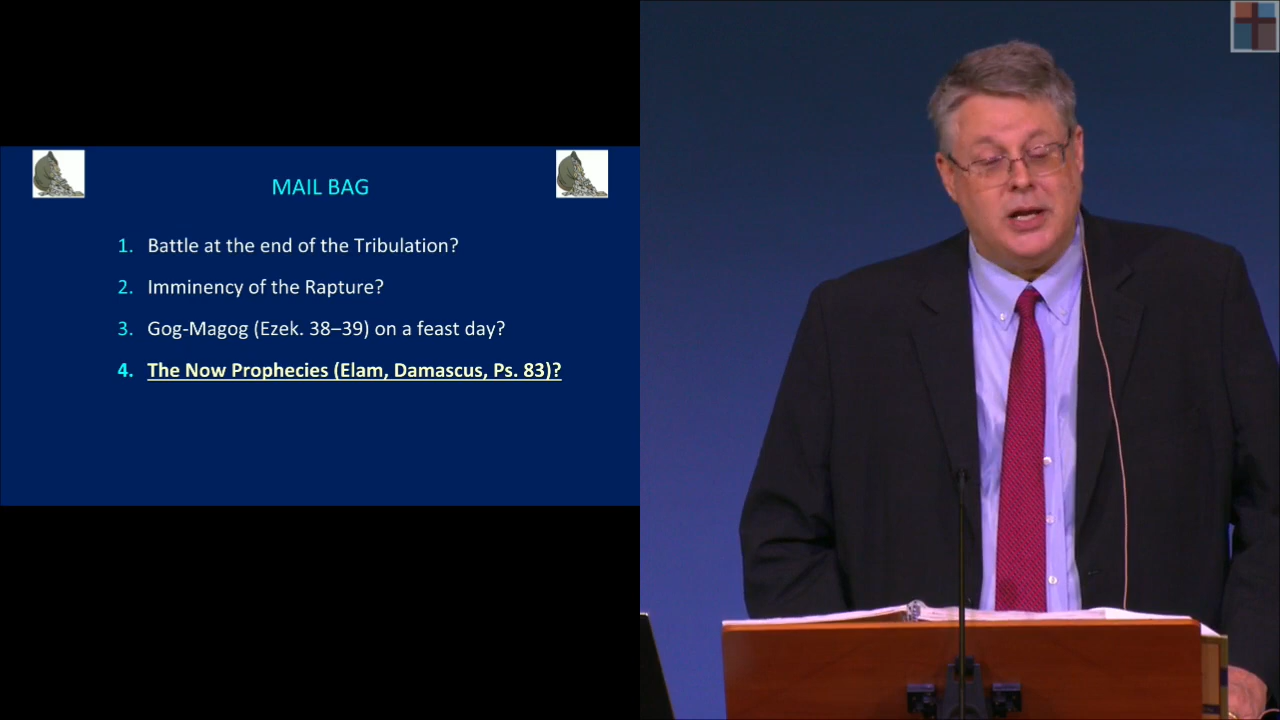 MAIL BAG
1. Battle at the end of the Tribulation?
2. Imminency of the Rapture?
3. Gog-Magog (Ezek. 38–39) on a feast day?
4. The Now Prophecies (Elam, Damascus, Ps. 83)?